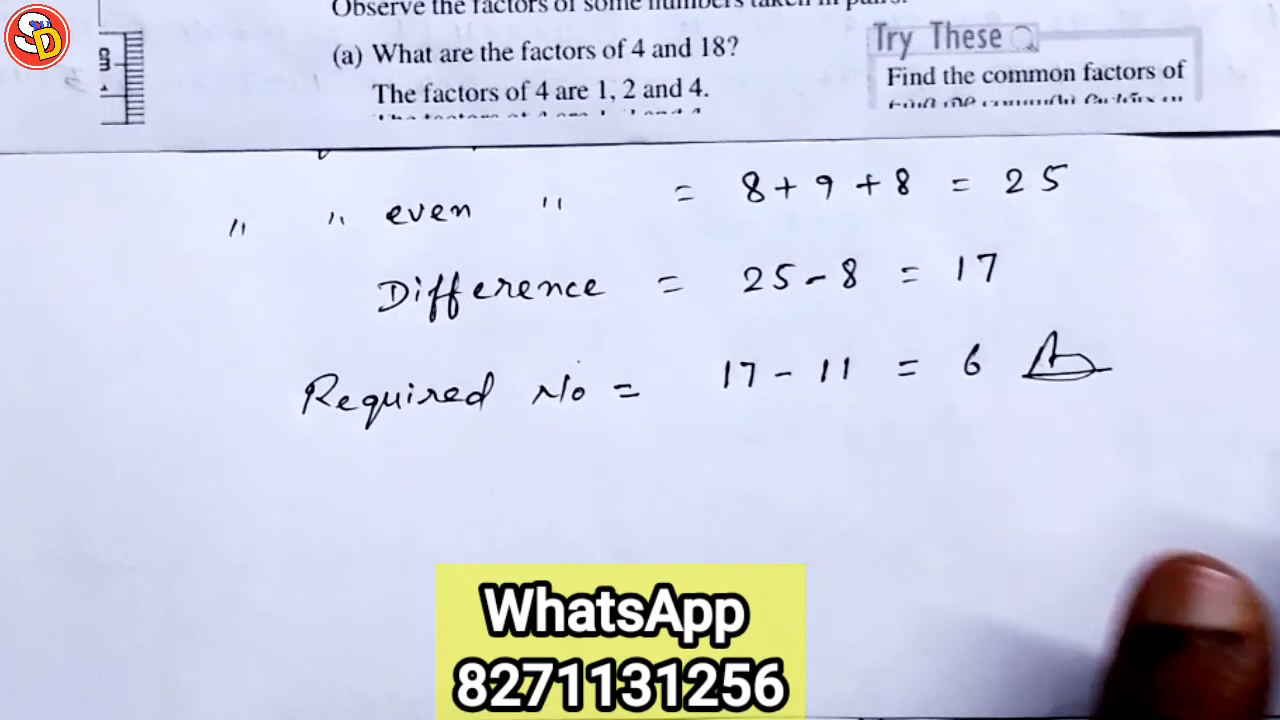 SD
Observe the factors of some numbers taken in pairs.
(a) What are the factors of 4 and 18?
The factors of 4 are 1, 2 and 4.
Try These
Find the common factors of
" " even " = 8 + 9 + 8 = 25
Difference = 25 - 8 = 17
Required No = 17 - 11 = 6
WhatsApp
8271131256